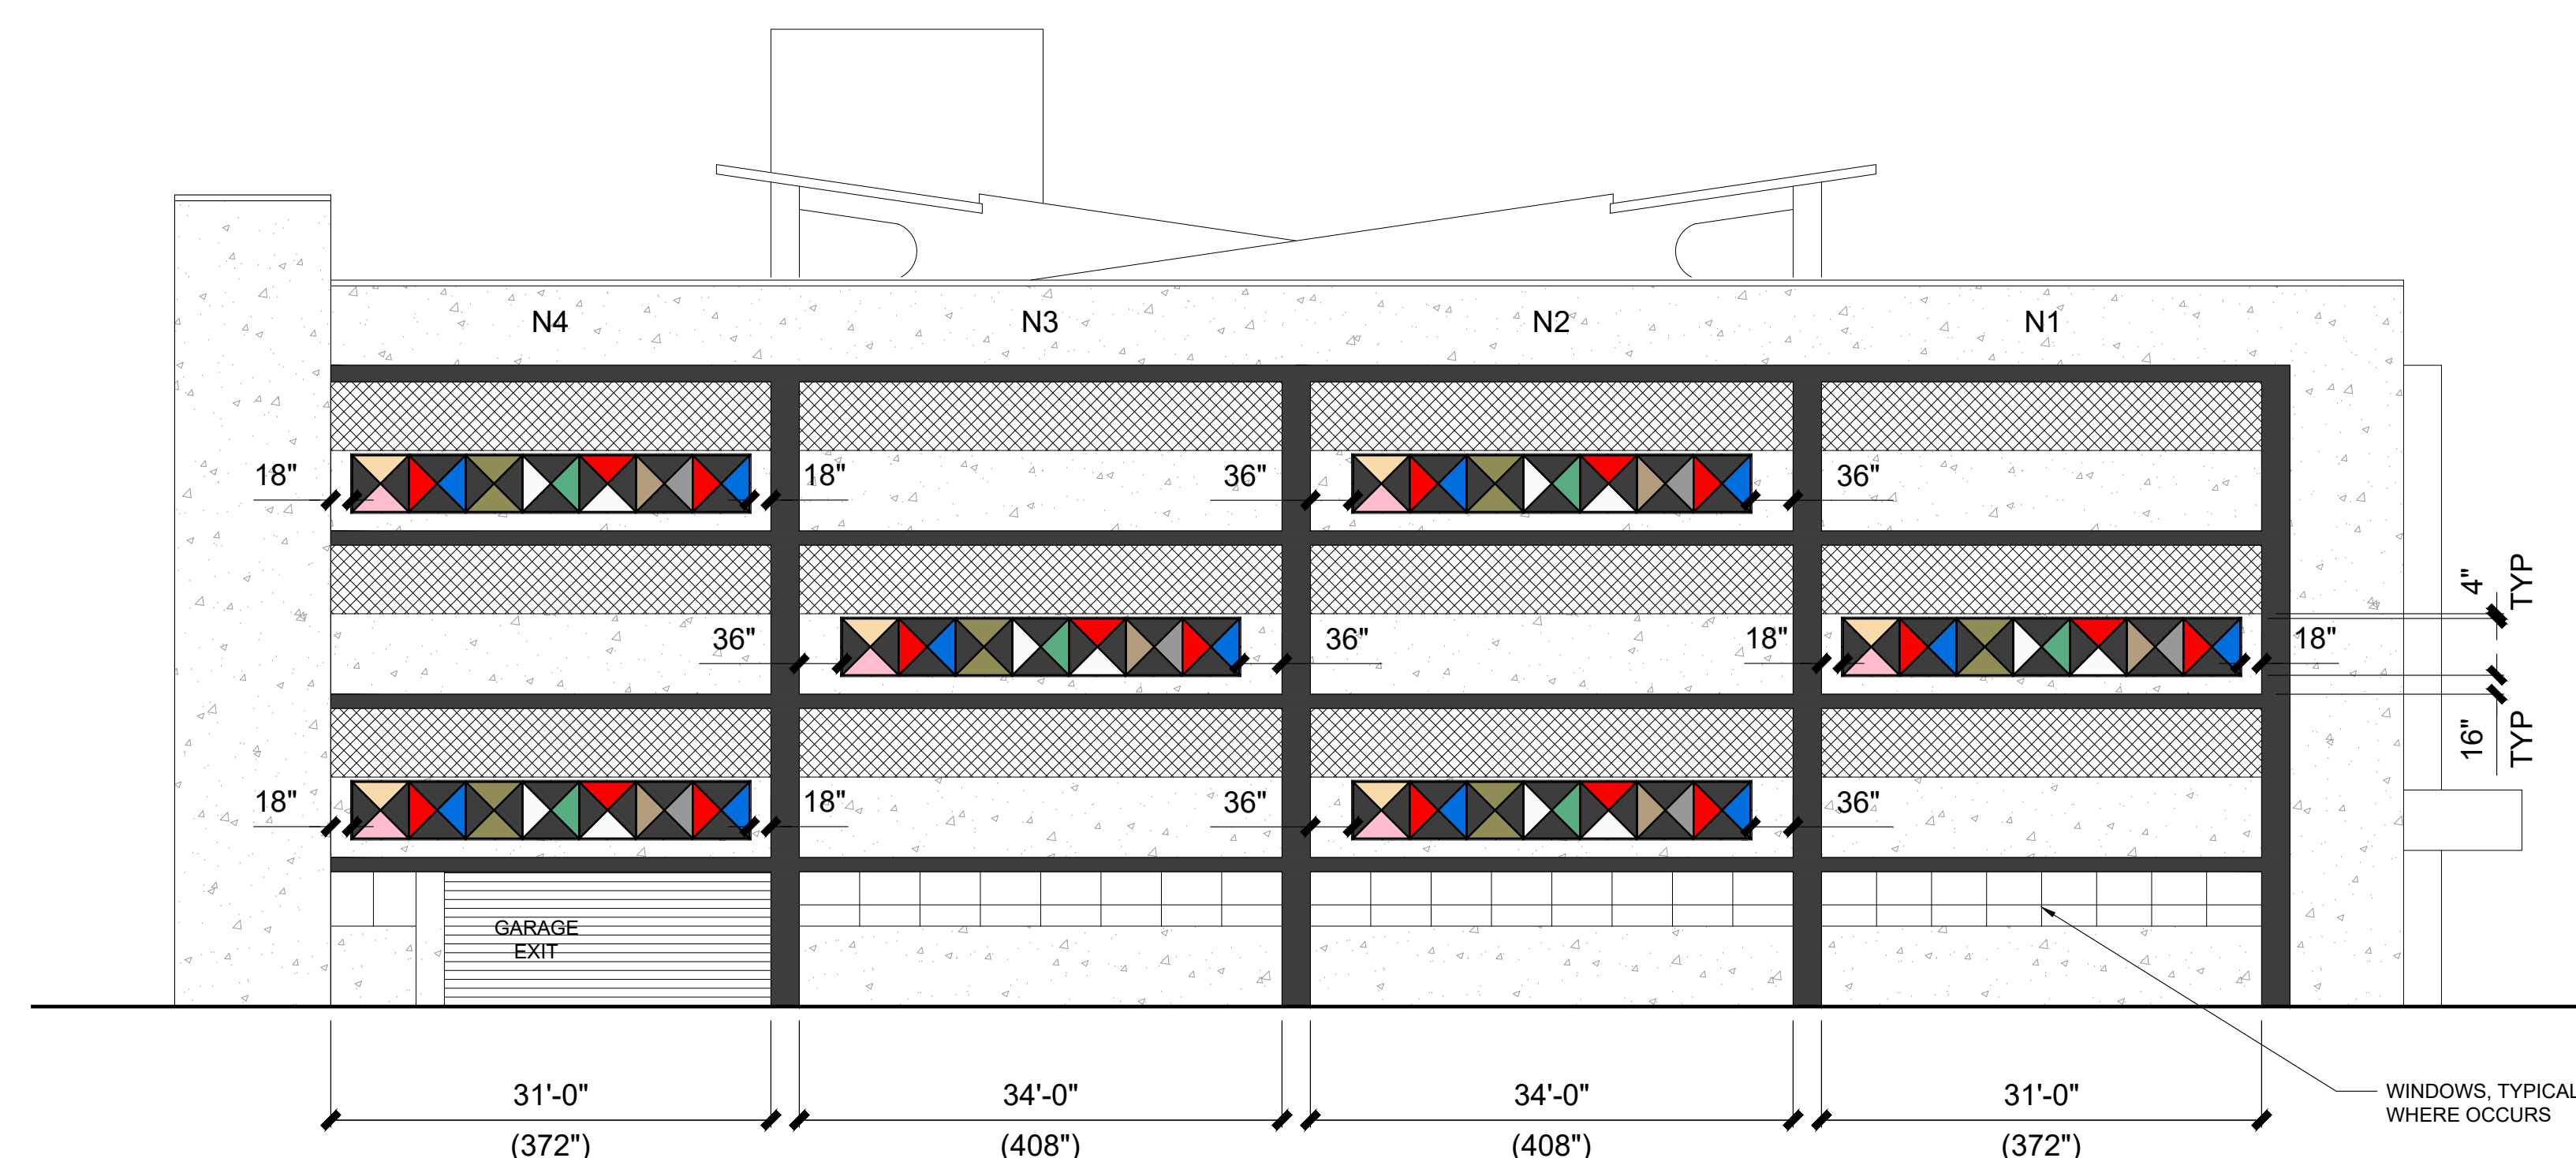 N4
N3
N2
N1
18"
18"
36"
36"
36"
36"
18"
18"
4"
TYP
18"
18"
36"
36"
16"
TYP
GARAGE
EXIT
31'-0"
34'-0"
34'-0"
31'-0"
WINDOWS, TYPICAL
WHERE OCCURS
(372")
(408")
(408")
(372")